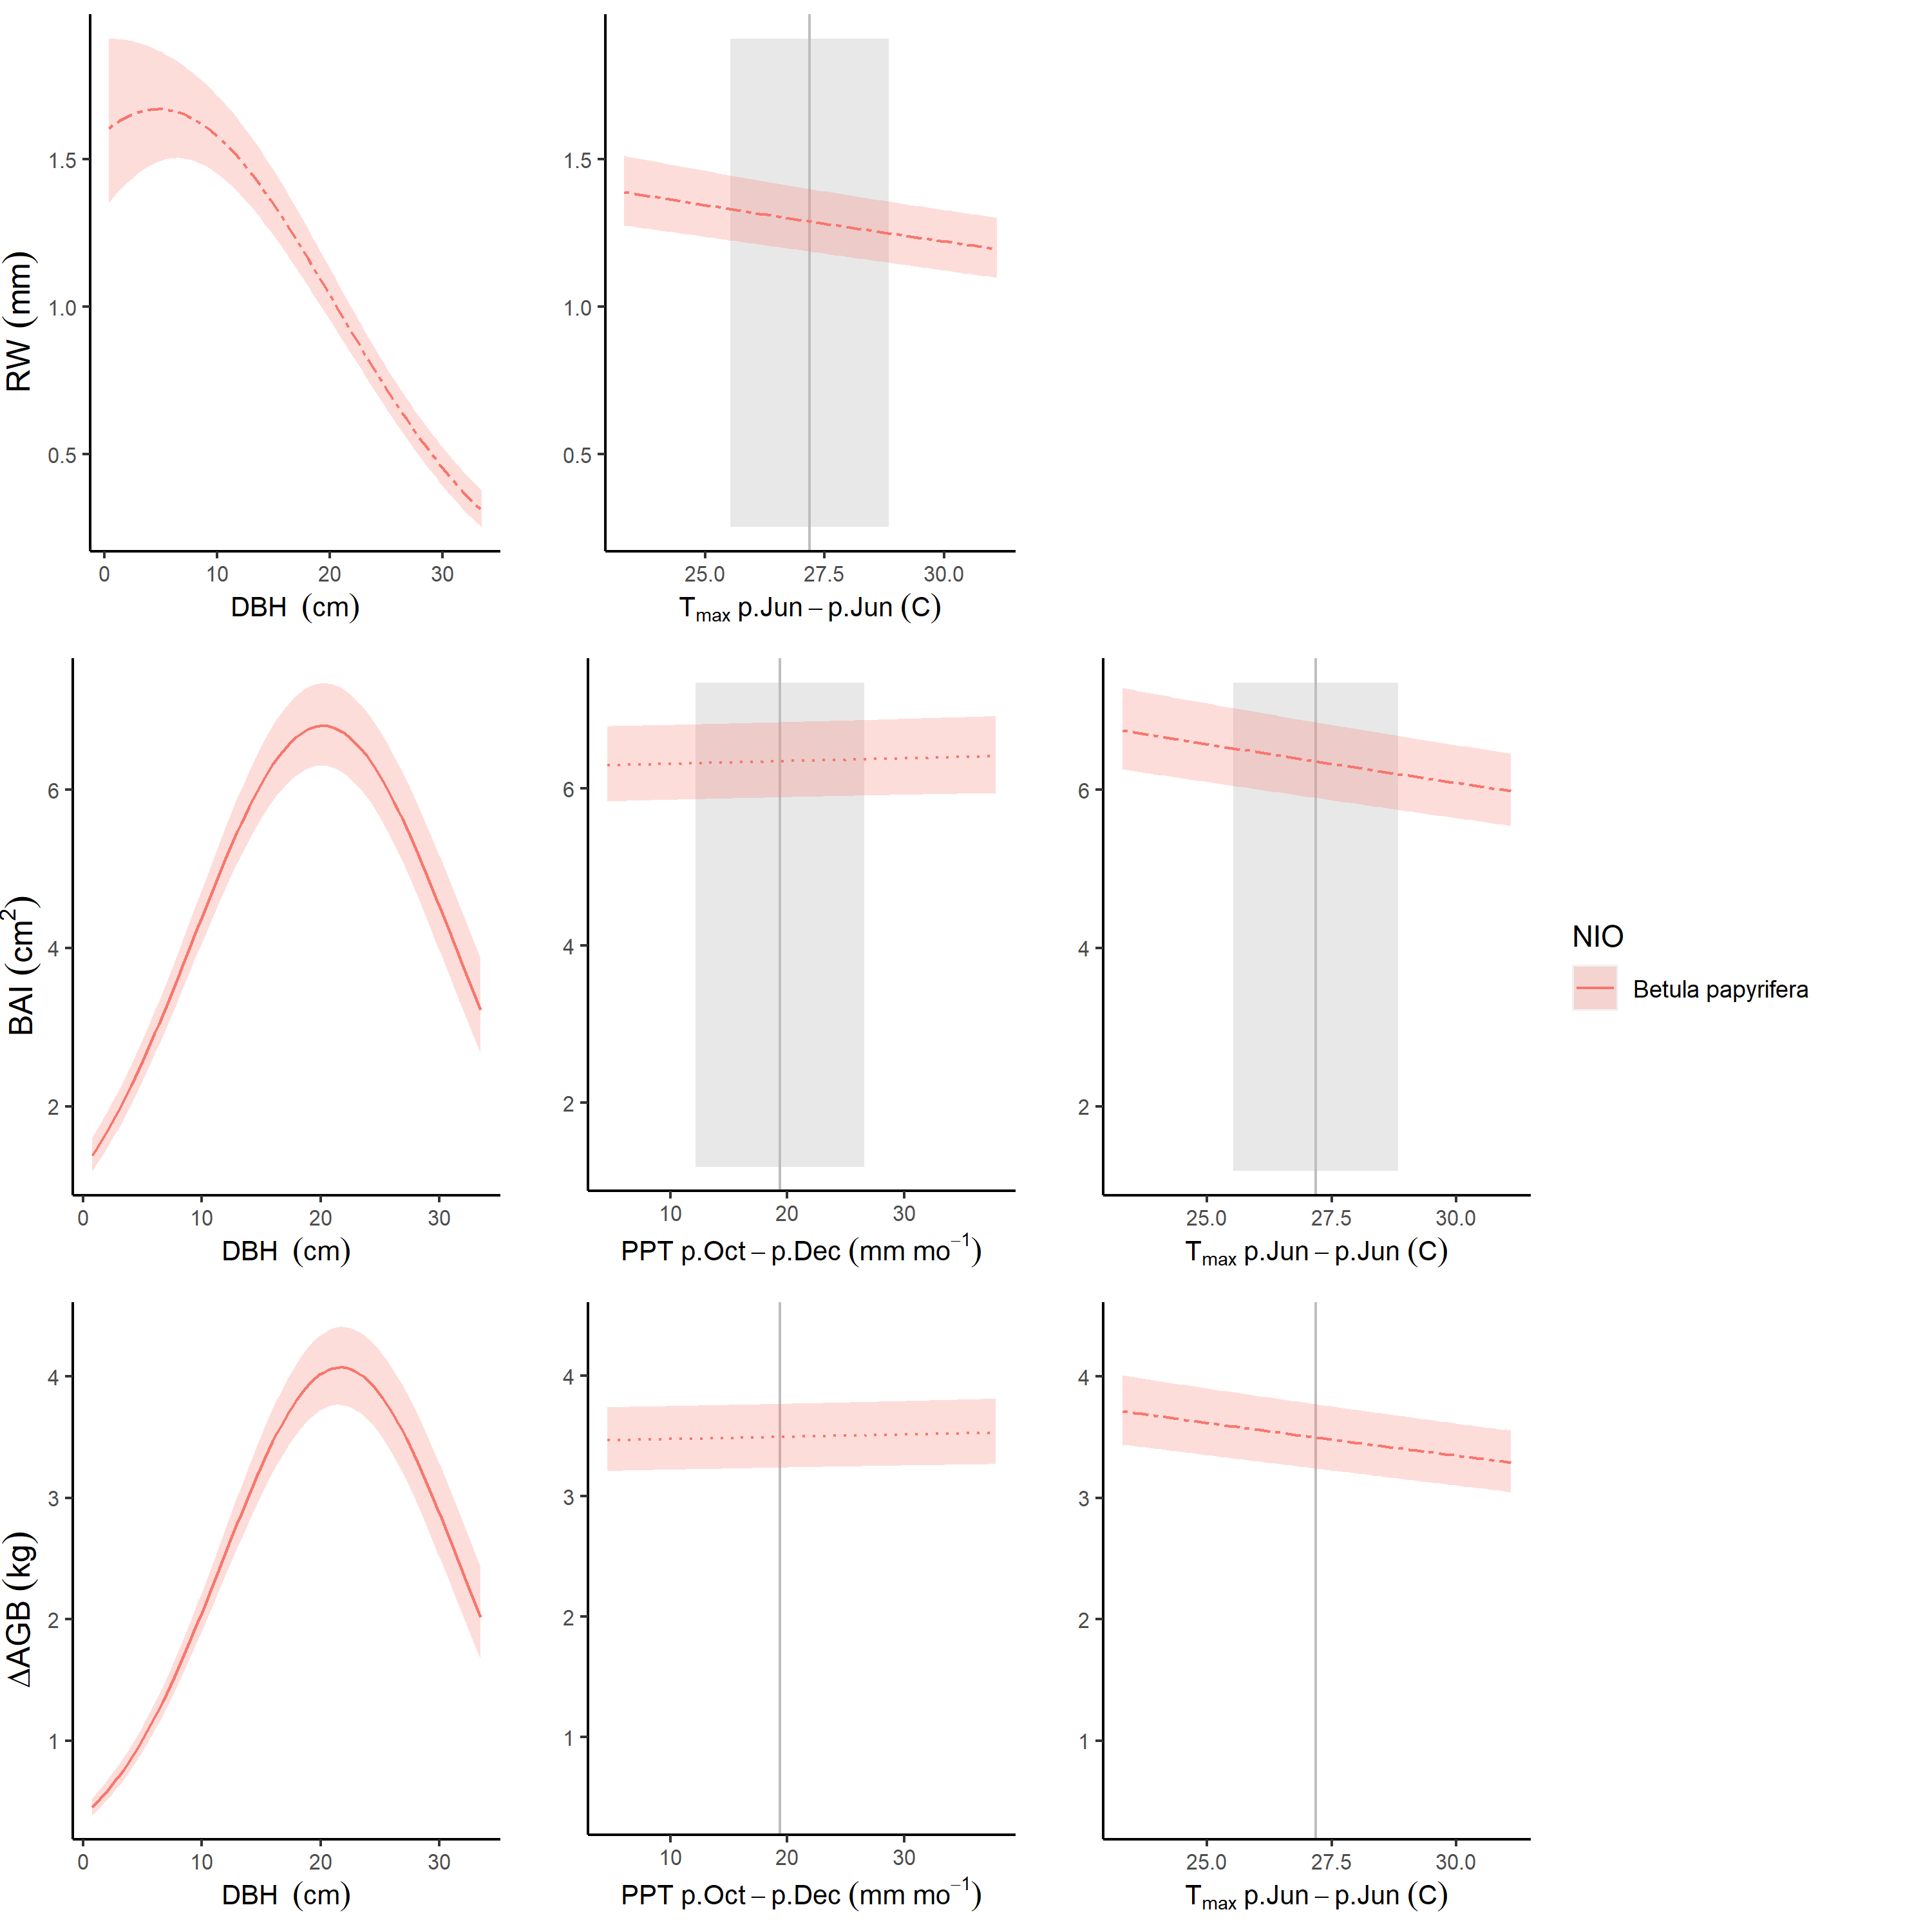 RW (mm)
1.5
1.0
0.5
0 10 20 30
DBH (cm)
1.5
1.0
0.5
25.0 27.5 30.0
Tmax p.Jun – p.Jun (C)
BAI (cm²)
6
4
2
0 10 20 30
DBH (cm)
6
4
2
10 20 30
PPT p.Oct – p.Dec (mm mo⁻¹)
6
4
2
25.0 27.5 30.0
Tmax p.Jun – p.Jun (C)
NIO
Betula papyrifera
ΔAGB (kg)
4
3
2
1
0 10 20 30
DBH (cm)
4
3
2
1
10 20 30
PPT p.Oct – p.Dec (mm mo⁻¹)
4
3
2
1
25.0 27.5 30.0
Tmax p.Jun – p.Jun (C)